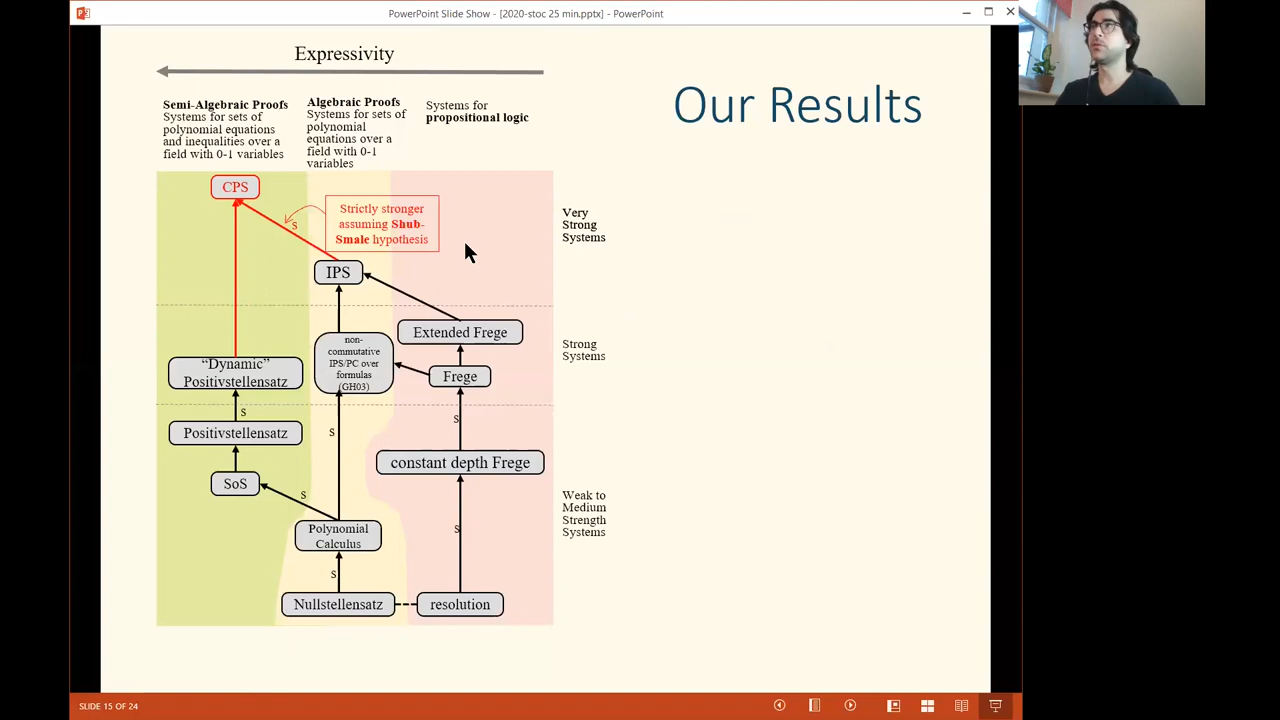 PowerPoint Slide Show - [2020-stoc 25 min.pptx] - PowerPoint
Expressivity
Our Results
Semi-Algebraic Proofs
Systems for sets of
polynomial equations
and inequalities over a
field with 0-1 variables
Algebraic Proofs
Systems for sets of
polynomial
equations over a
field with 0-1
variables
Systems for
propositional logic
CPS
Strictly stronger
assuming Shub-
Smale hypothesis
S
Very
Strong
Systems
IPS
Extended Frege
non-
commutative
IPS/PC over
formulas
(GH03)
Strong
Systems
"Dynamic"
Positivstellensatz
Frege
S
S
S
Positivstellensatz
constant depth Frege
SoS
S
Weak to
Medium
Strength
Systems
Polynomial
Calculus
S
S
Nullstellensatz
resolution
SLIDE 15 OF 24